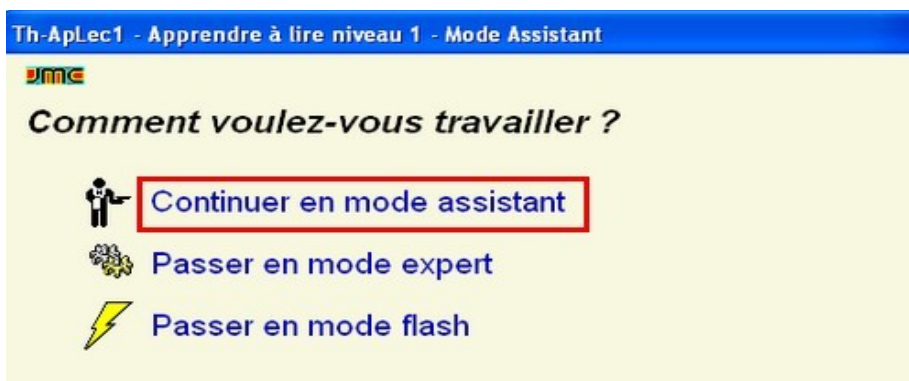 Th-ApLec1 - Apprendre à lire niveau 1 - Mode Assistant
JMC
Comment voulez-vous travailler ?
Continuer en mode assistant
Passer en mode expert
Passer en mode flash